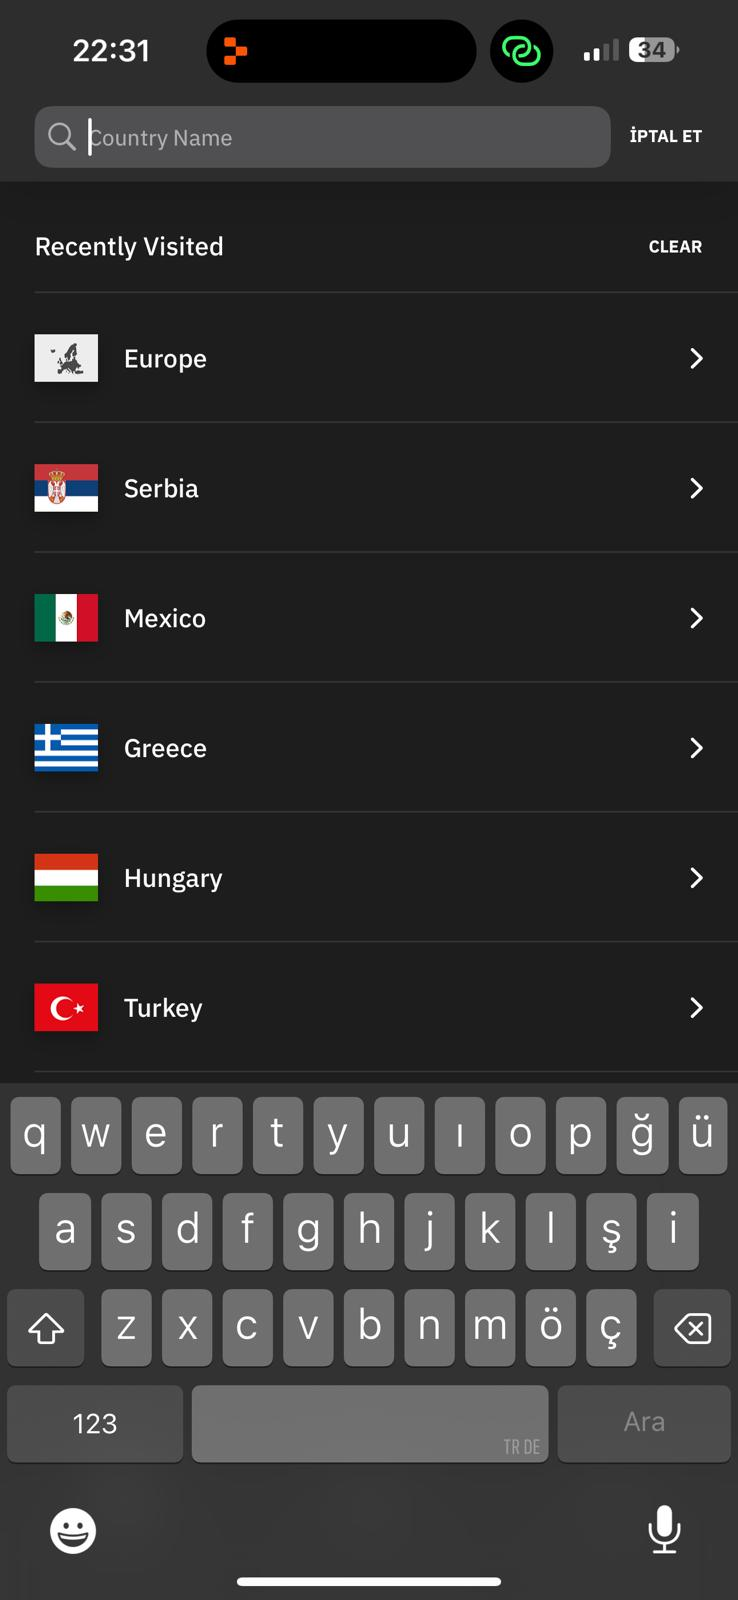 22:31
34
Country Name
İPTAL ET
Recently Visited
CLEAR
Europe
Serbia
Mexico
Greece
Hungary
Turkey
q w e r t y u ı o p ğ ü
a s d f g h j k l ş i
z x c v b n m ö ç
123
TR DE
Ara